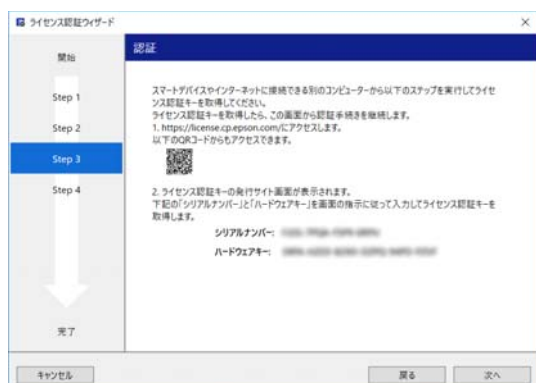 ライセンス認証ウィザード
開始
Step 1
Step 2
Step 3
Step 4
完了
認証
スマートデバイスやインターネットに接続できる別のコンピューターから以下のステップを実行してライセ
ンス認証キーを取得してください。
ライセンス認証キーを取得したら、この画面から認証手続きを継続します。
1. https://license.cp.epson.com/にアクセスします。
以下のQRコードからもアクセスできます。
2. ライセンス認証キーの発行サイト画面が表示されます。
下記の「シリアルナンバー」と「ハードウェアキー」を画面の指示に従って入力してライセンス認証キーを
取得します。
シリアルナンバー:
ハードウェアキー:
キャンセル
戻る
次へ